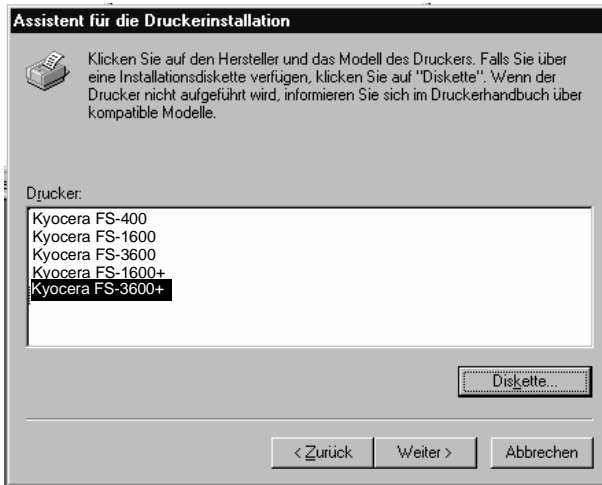 Assistent für die Druckerinstallation
Klicken Sie auf den Hersteller und das Modell des Druckers. Falls Sie über
eine Installationsdiskette verfügen, klicken Sie auf "Diskette". Wenn der
Drucker nicht aufgeführt wird, informieren Sie sich im Druckerhandbuch über
kompatible Modelle.
Drucker:
Kyocera FS-400
Kyocera FS-1600
Kyocera FS-3600
Kyocera FS-1600+
Kyocera FS-3600+
Diskette...
< Zurück
Weiter >
Abbrechen